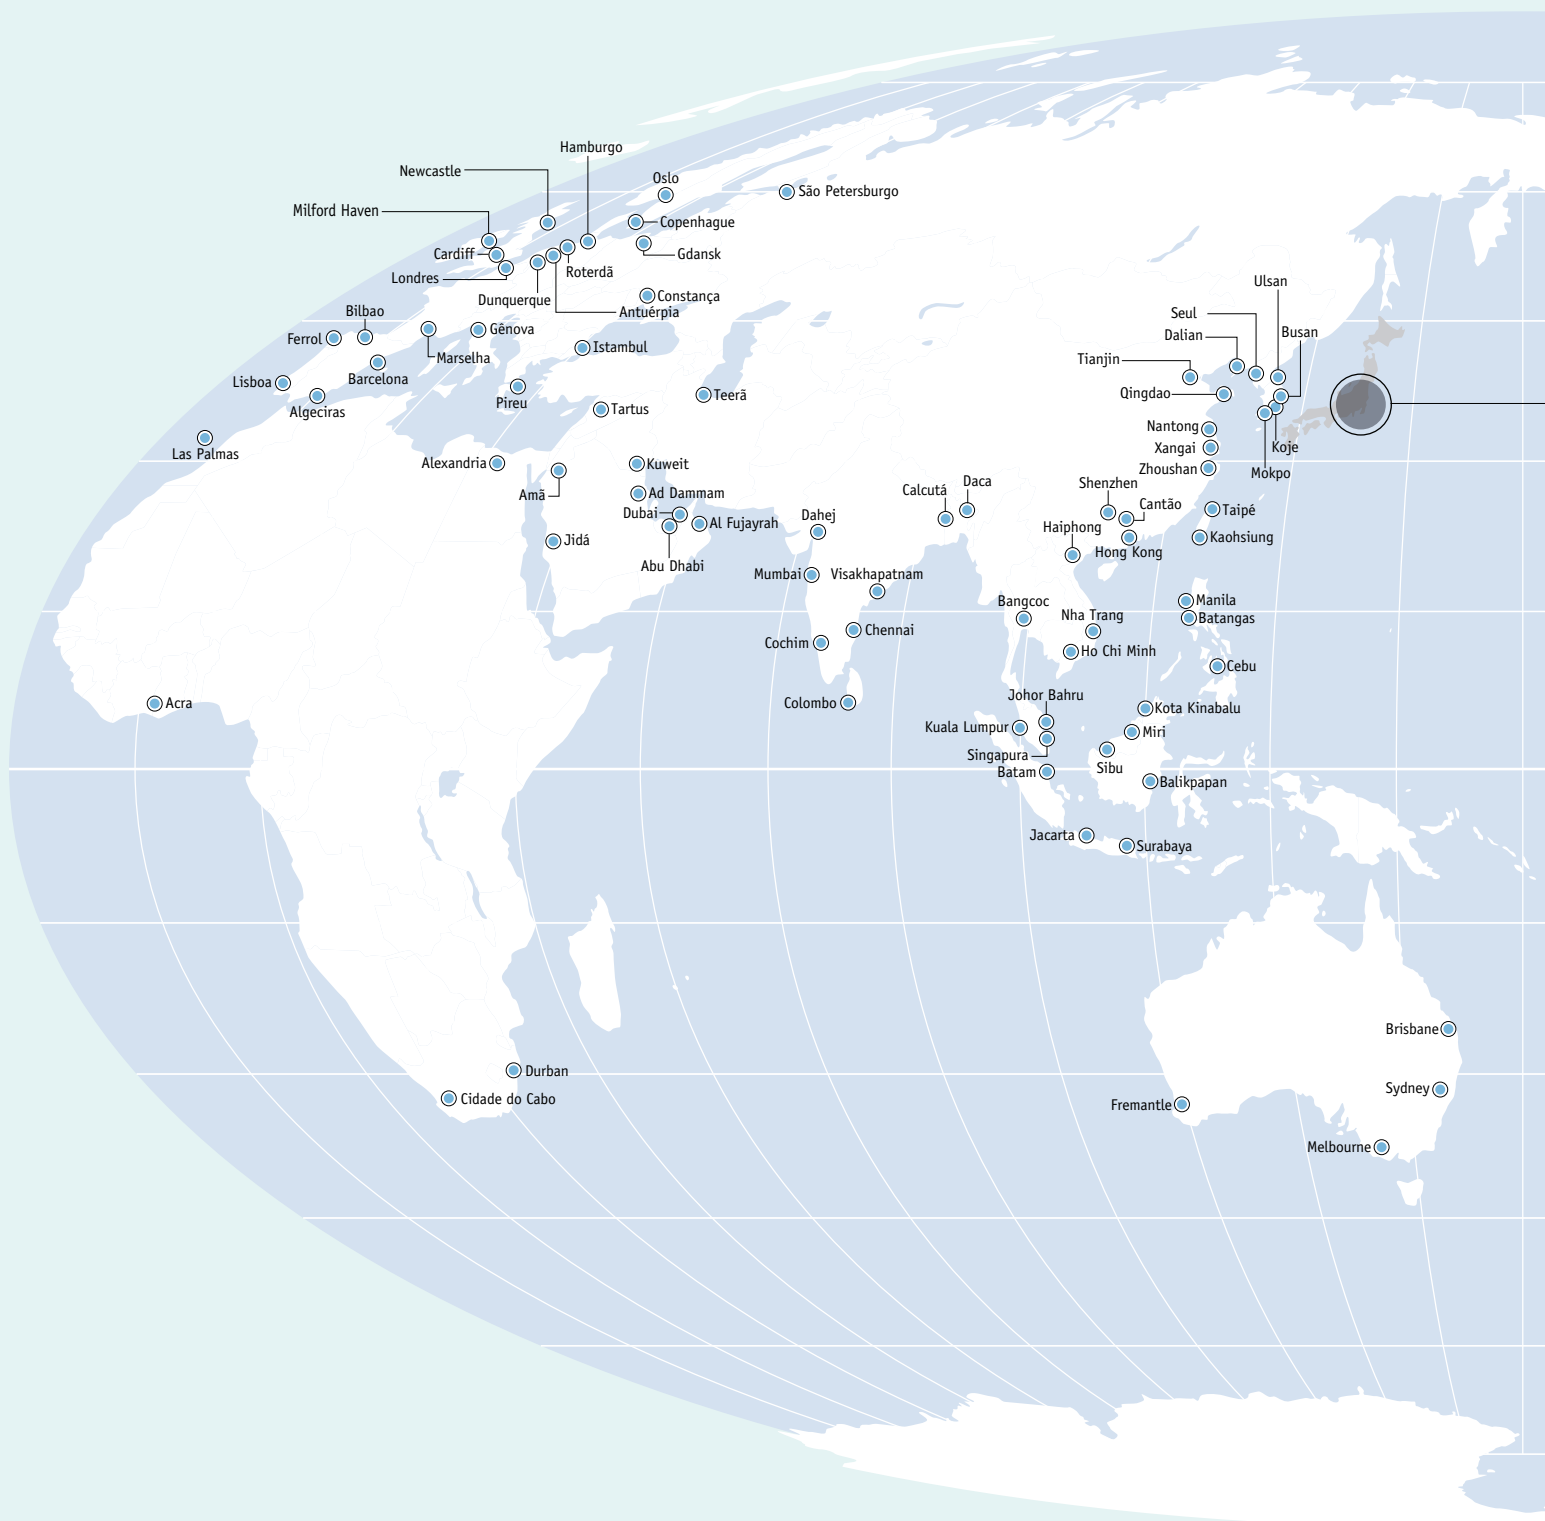 Hamburgo
Newcastle
Oslo
São Petersburgo
Milford Haven
Copenhague
Cardiff
Gdansk
Roterdã
Londres
Dunquerque
Constança
Antuérpia
Ulsan
Bilbao
Seul
Gênova
Busan
Ferrol
Dalian
Istambul
Marselha
Tianjin
Barcelona
Lisboa
Qingdao
Teerã
Pireu
Algeciras
Tartus
Nantong
Las Palmas
Xangai
Koje
Alexandria
Kuweit
Zhoushan
Mokpo
Daca
Shenzhen
Calcutá
Amã
Ad Dammam
Cantão
Taipé
Dubai
Dahej
Al Fujayrah
Haiphong
Kaohsiung
Jidá
Hong Kong
Abu Dhabi
Mumbai
Visakhapatnam
Bangcoc
Manila
Nha Trang
Batangas
Chennai
Cochim
Ho Chi Minh
Cebu
Johor Bahru
Acra
Colombo
Kota Kinabalu
Kuala Lumpur
Miri
Singapura
Sibu
Batam
Balikpapan
Jacarta
Surabaya
Brisbane
Durban
Sydney
Cidade do Cabo
Fremantle
Melbourne